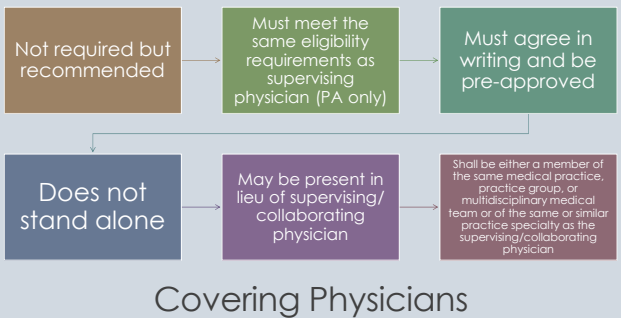 Not required but
recommended
Must meet the
same eligibility
requirements as
supervising
physician (PA only)
Must agree in
writing and be
pre-approved
Does not
stand alone
May be present in
lieu of supervising/
collaborating
physician
Shall be either a member of
the same medical practice,
practice group, or
multidisciplinary medical
team or of the same or similar
practice specialty as the
supervising/collaborating
physician
Covering Physicians